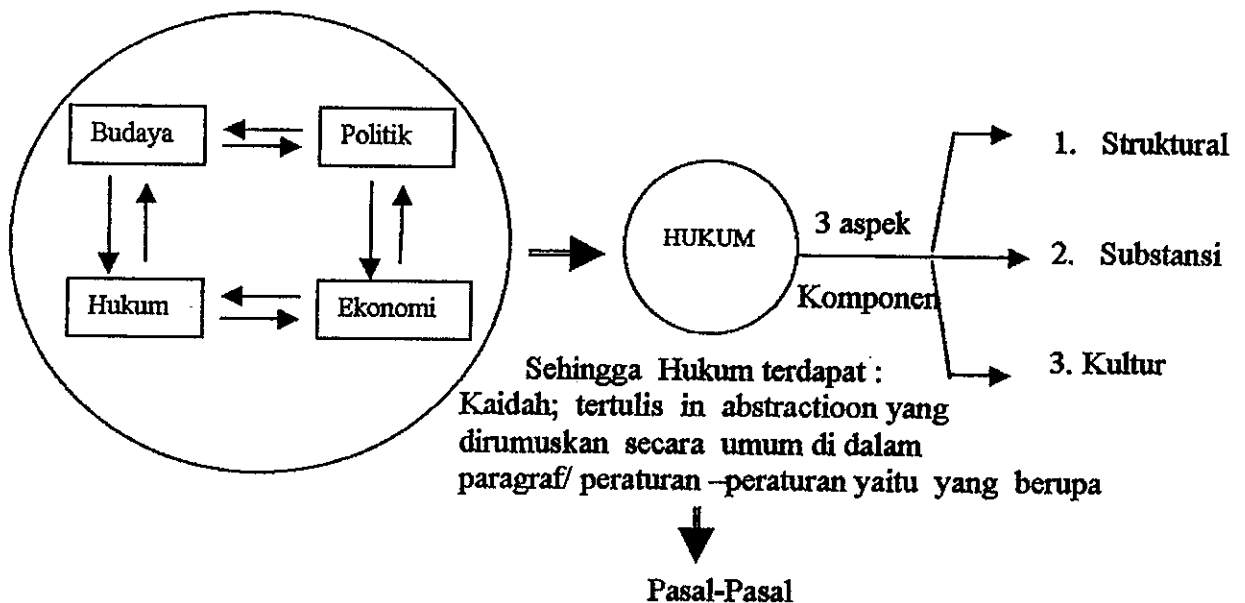 Budaya
Politik
Hukum
Ekonomi
HUKUM
3 aspek
Komponen
1. Struktural
2. Substansi
3. Kultur
Sehingga Hukum terdapat :
Kaidah; tertulis in abstractioon yang
dirumuskan secara umum di dalam
paragraf/ peraturan –peraturan yaitu yang berupa
Pasal-Pasal